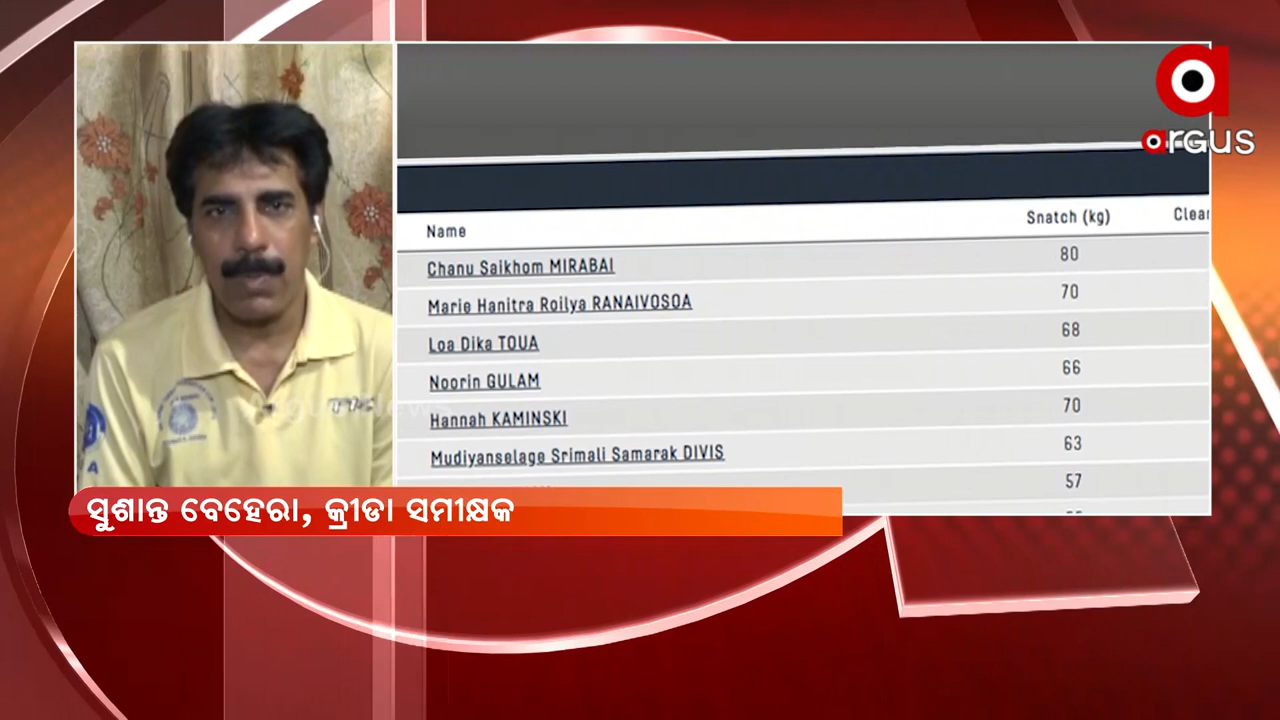 argus
Name Snatch (kg) Clea
Chanu Saikhom MIRABAI 80
Marie Hanitra Roilya RANAIVOSOA 70
Loa Dika TOUA 68
Noorin GULAM 66
Hannah KAMINSKI 70
Mudiyanselage Srimali Samarak DIVIS 63
57
ସୁଶାନ୍ତ ବେହେରା, କ୍ରୀଡା ସମୀକ୍ଷକ